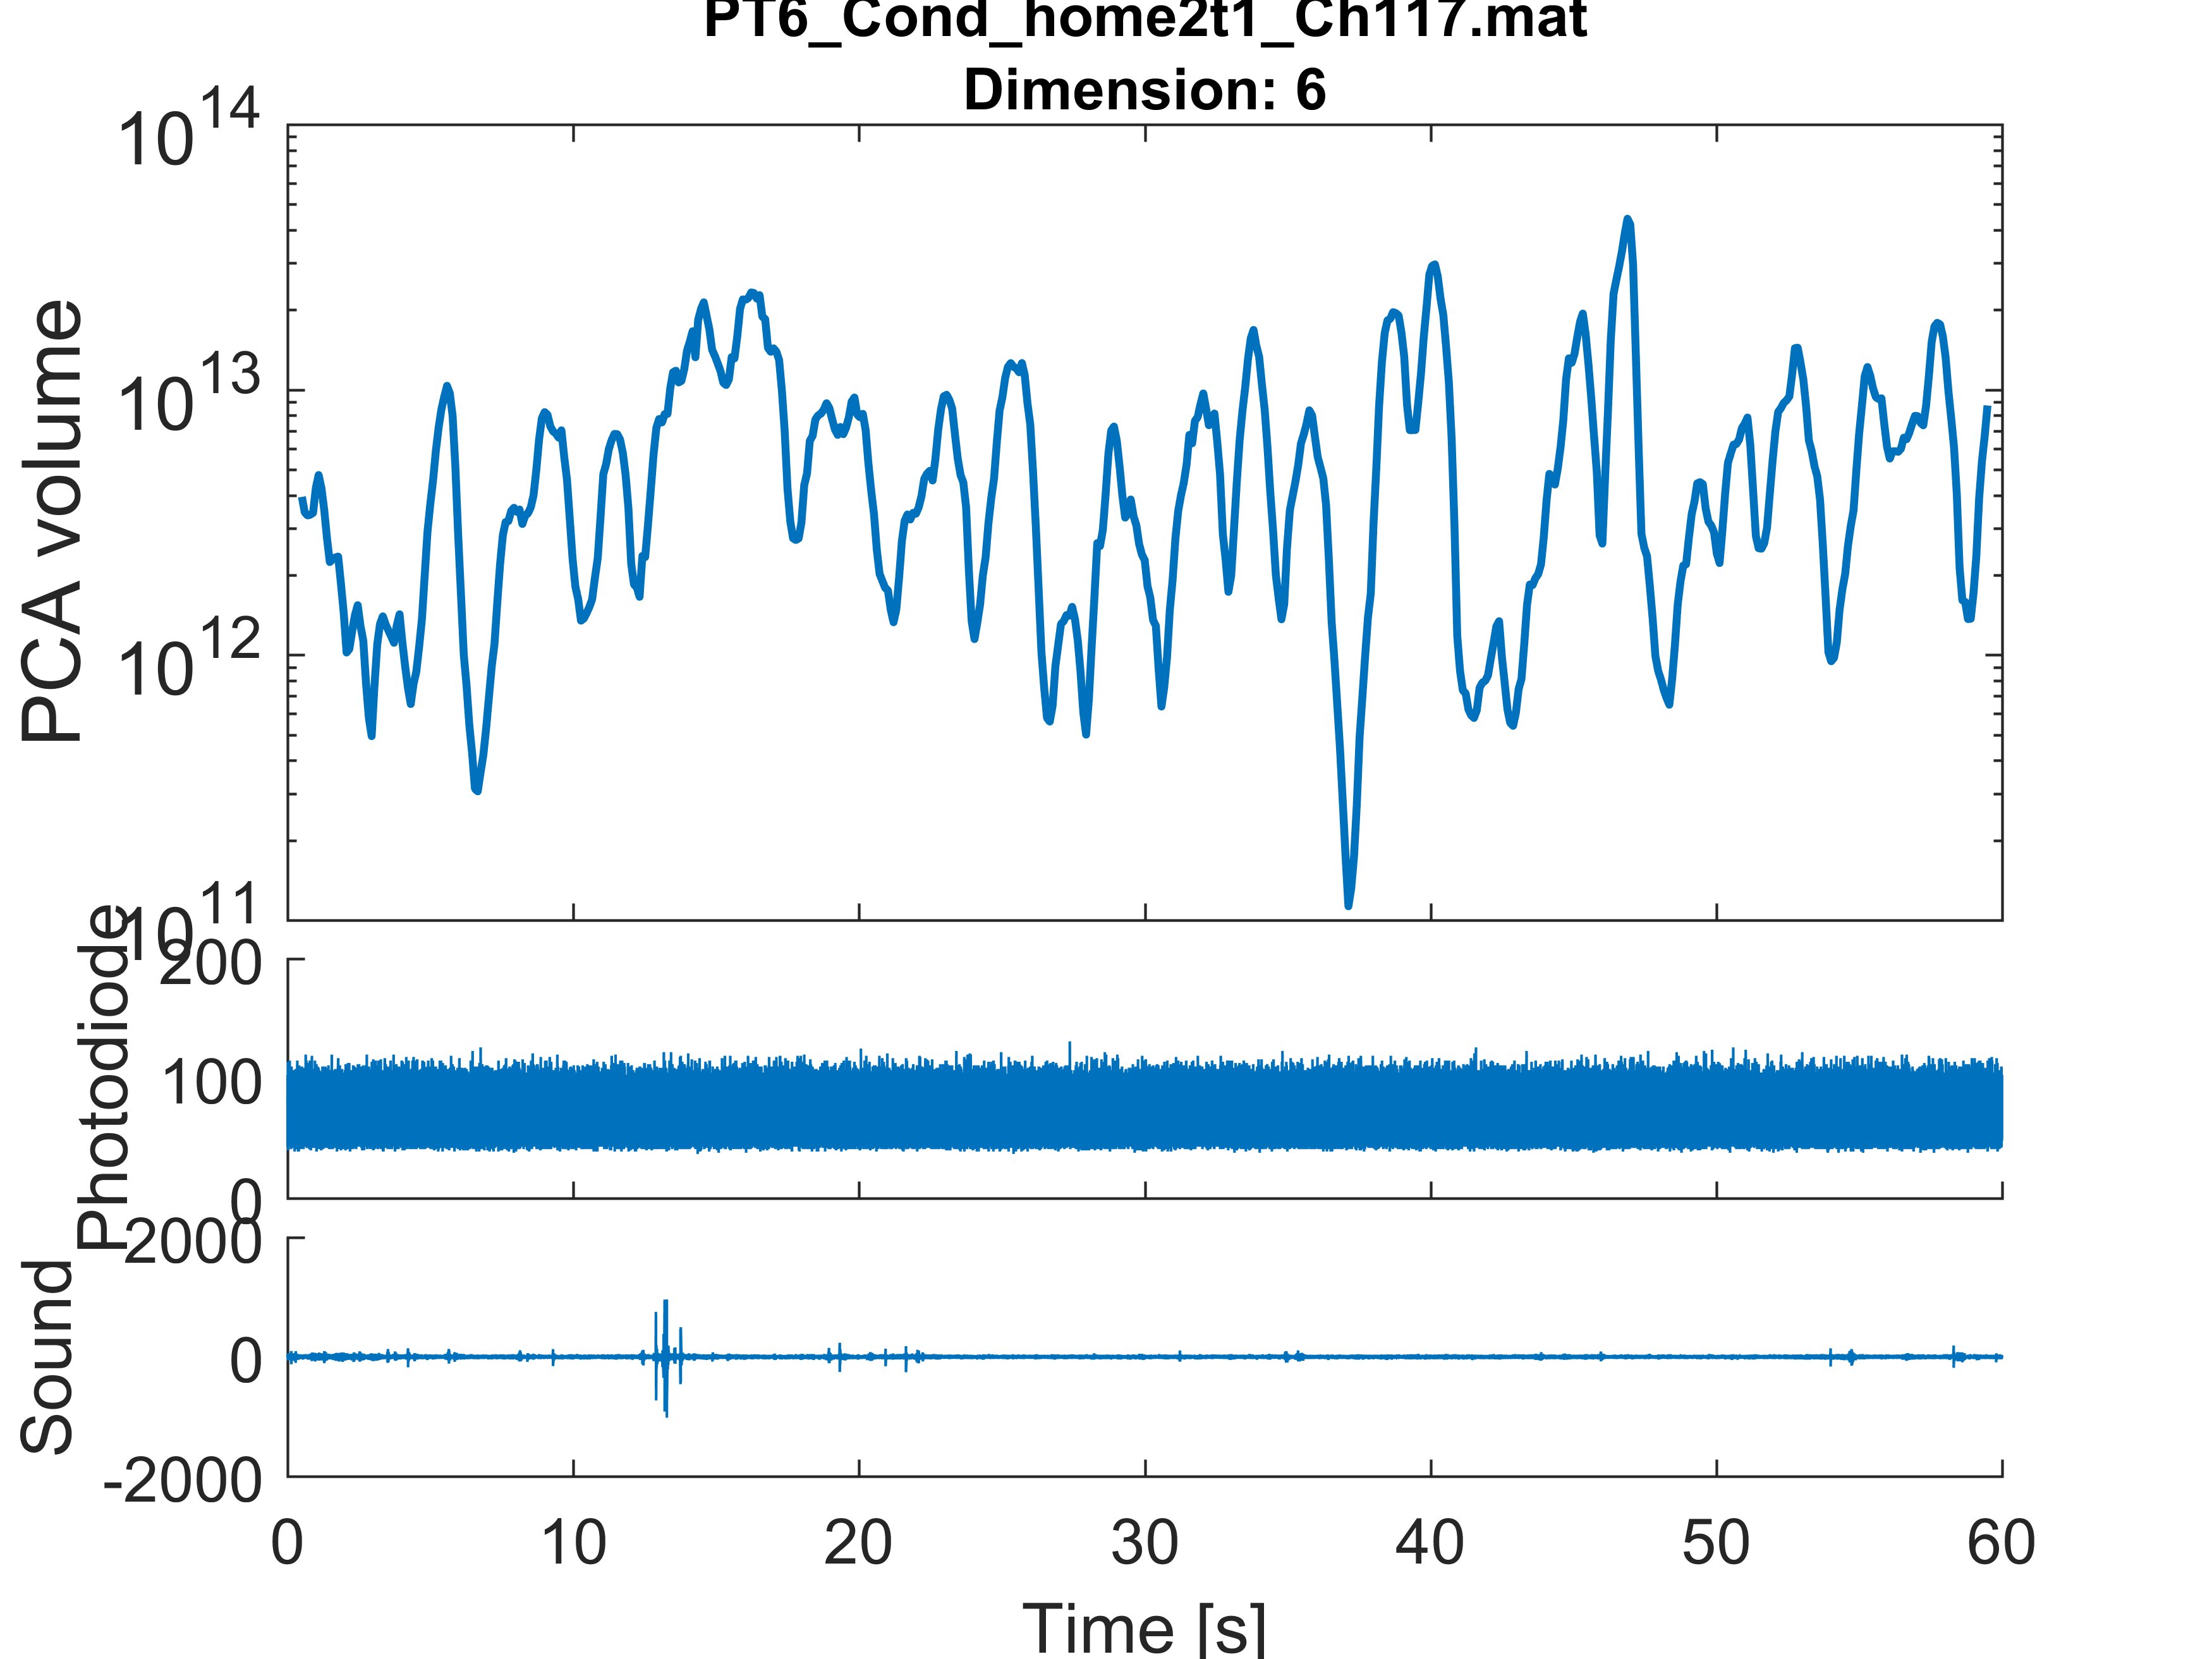 PT6_Cond_home2t1_Ch117.mat
Dimension: 6
PCA volume
10^14
10^13
10^12
10^11
Photodiode
200
100
0
Sound
2000
0
-2000
0 10 20 30 40 50 60
Time [s]